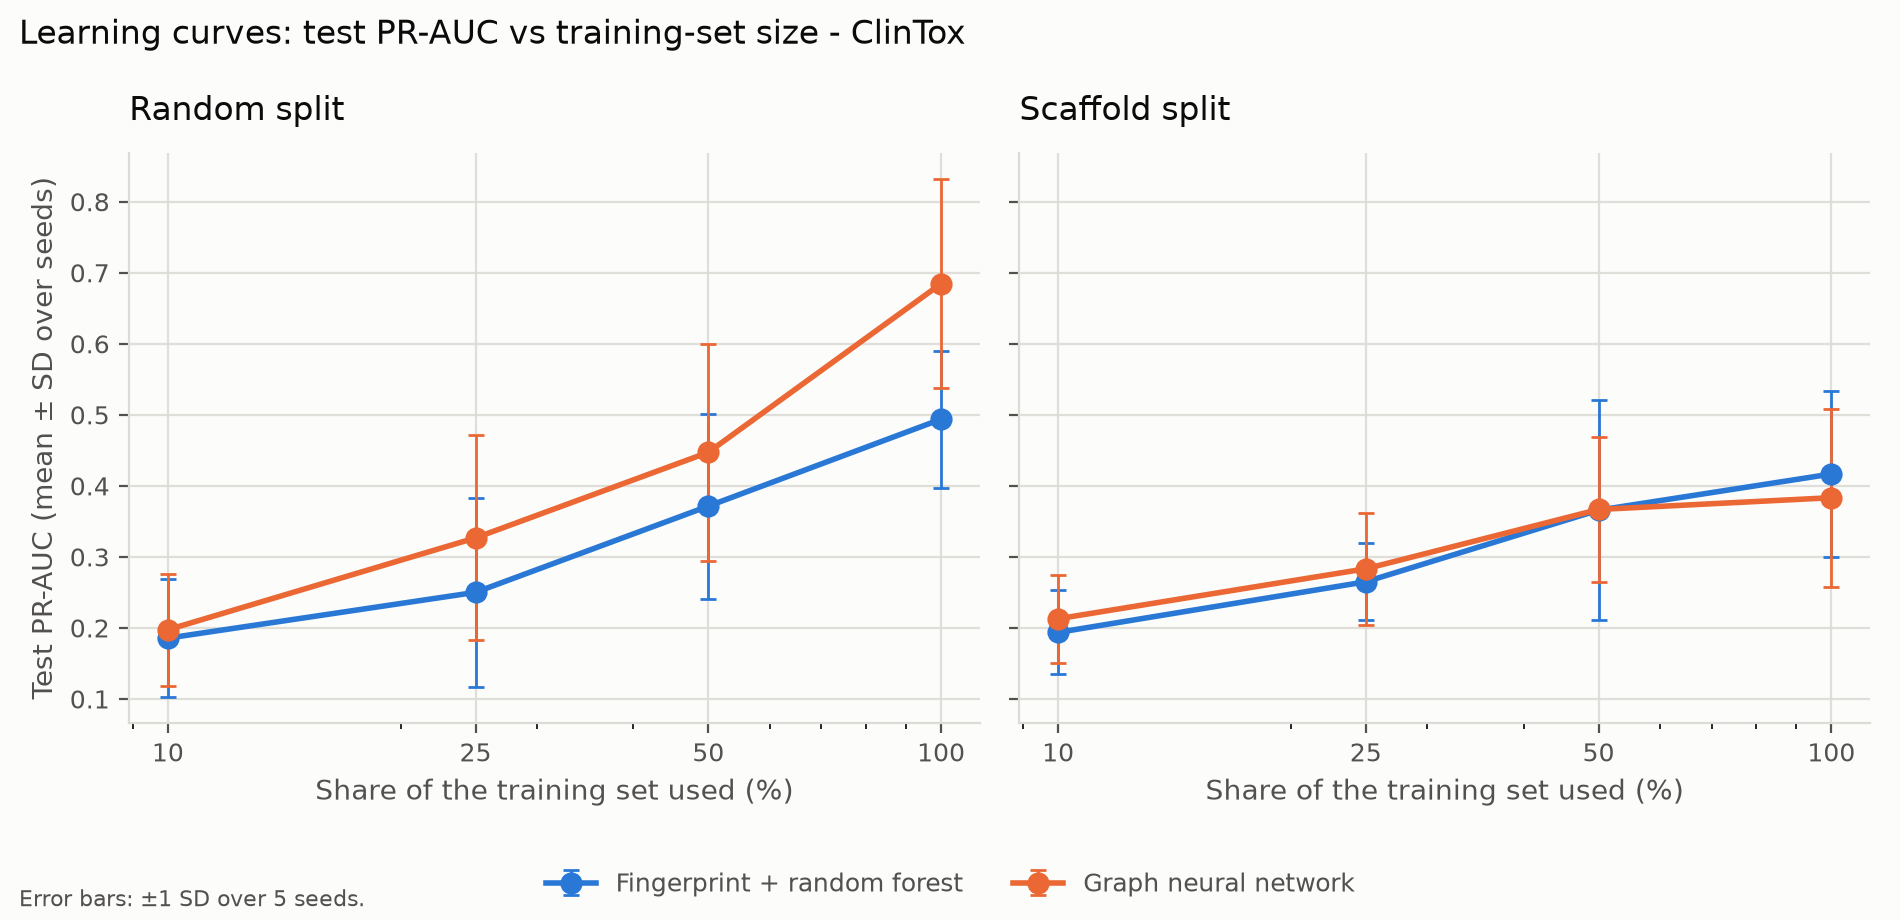 Learning curves: test PR-AUC vs training-set size - ClinTox
Random split
Scaffold split
Test PR-AUC (mean ± SD over seeds)
0.8
0.7
0.6
0.5
0.4
0.3
0.2
0.1
10 25 50 100
10 25 50 100
Share of the training set used (%)
Share of the training set used (%)
Fingerprint + random forest
Graph neural network
Error bars: ±1 SD over 5 seeds.